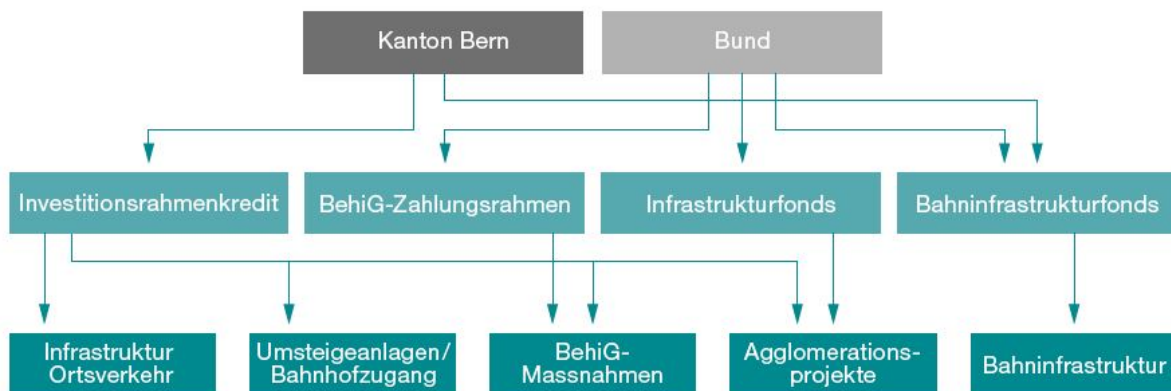 Kanton Bern
Bund
Investitionsrahmenkredit
BehiG-Zahlungsrahmen
Infrastrukturfonds
Bahninfrastrukturfonds
Infrastruktur
Ortsverkehr
Umsteigeanlagen/
Bahnhofzugang
BehiG-
Massnahmen
Agglomerations-
projekte
Bahninfrastruktur